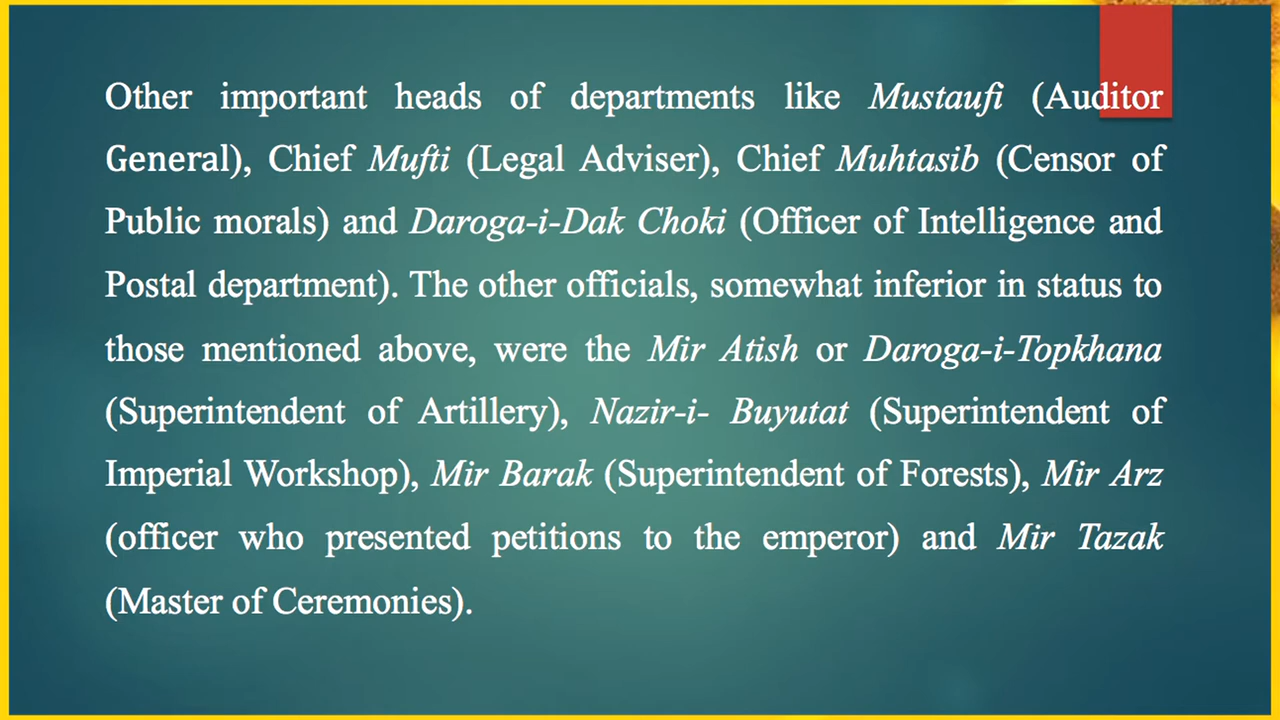 Other important heads of departments like Mustaufi (Auditor
General), Chief Mufti (Legal Adviser), Chief Muhtasib (Censor of
Public morals) and Daroga-i-Dak Choki (Officer of Intelligence and
Postal department). The other officials, somewhat inferior in status to
those mentioned above, were the Mir Atish or Daroga-i-Topkhana
(Superintendent of Artillery), Nazir-i- Buyutat (Superintendent of
Imperial Workshop), Mir Barak (Superintendent of Forests), Mir Arz
(officer who presented petitions to the emperor) and Mir Tazak
(Master of Ceremonies).